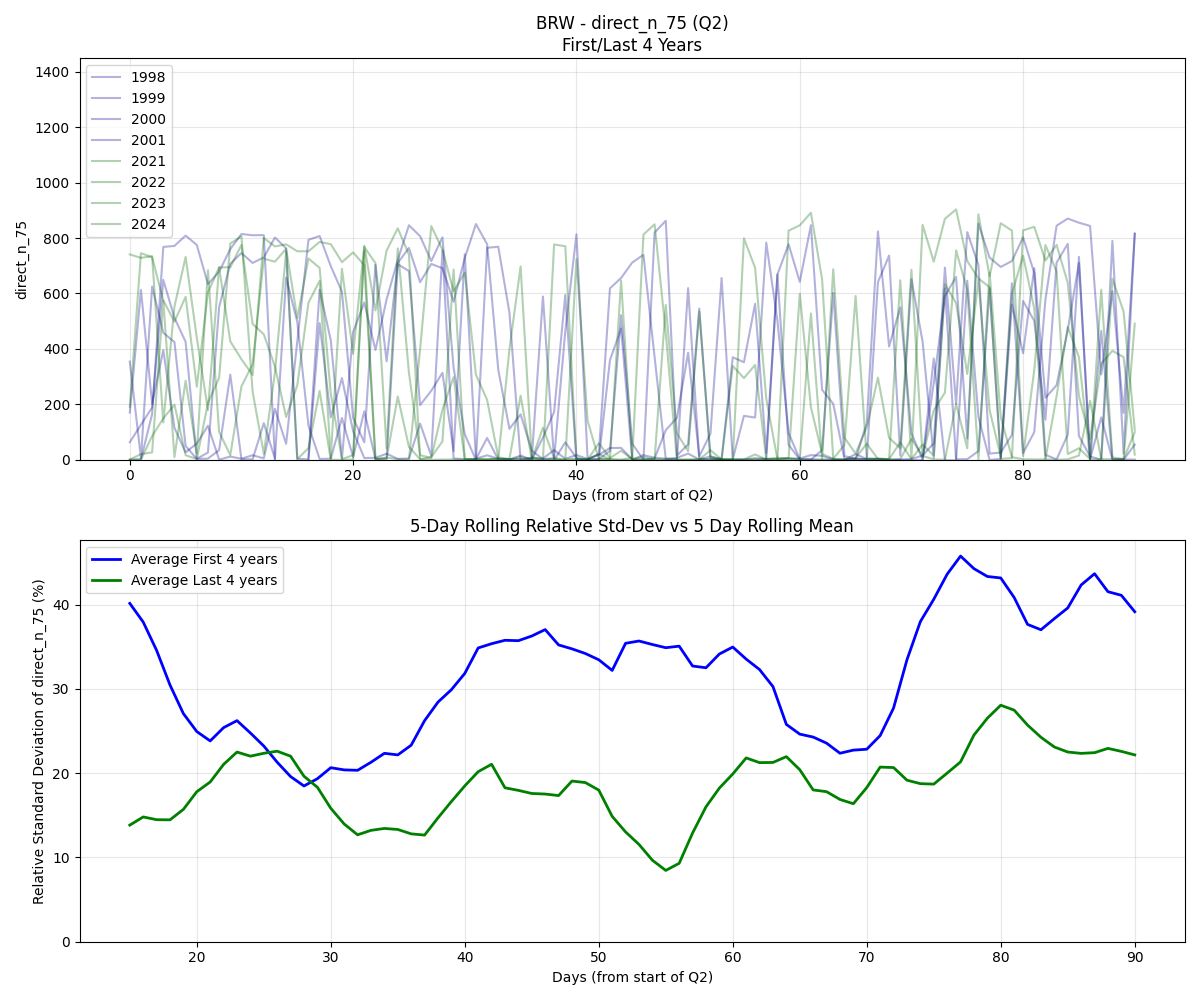 BRW - direct_n_75 (Q2)
First/Last 4 Years
direct_n_75
1400
1200
1000
800
600
400
200
0
1998
1999
2000
2001
2021
2022
2023
2024
0 20 40 60 80
Days (from start of Q2)
5-Day Rolling Relative Std-Dev vs 5 Day Rolling Mean
Relative Standard Deviation of direct_n_75 (%)
40
30
20
10
0
Average First 4 years
Average Last 4 years
20 30 40 50 60 70 80 90
Days (from start of Q2)